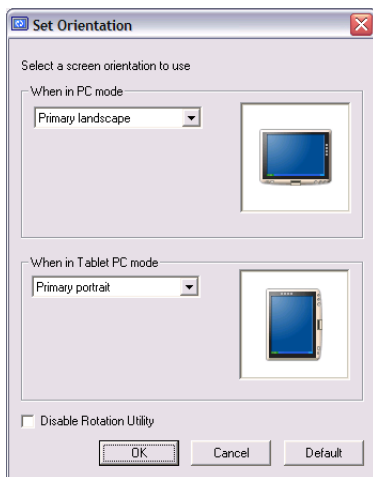 Set Orientation
Select a screen orientation to use
When in PC mode
Primary landscape
When in Tablet PC mode
Primary portrait
Disable Rotation Utility
OK Cancel Default